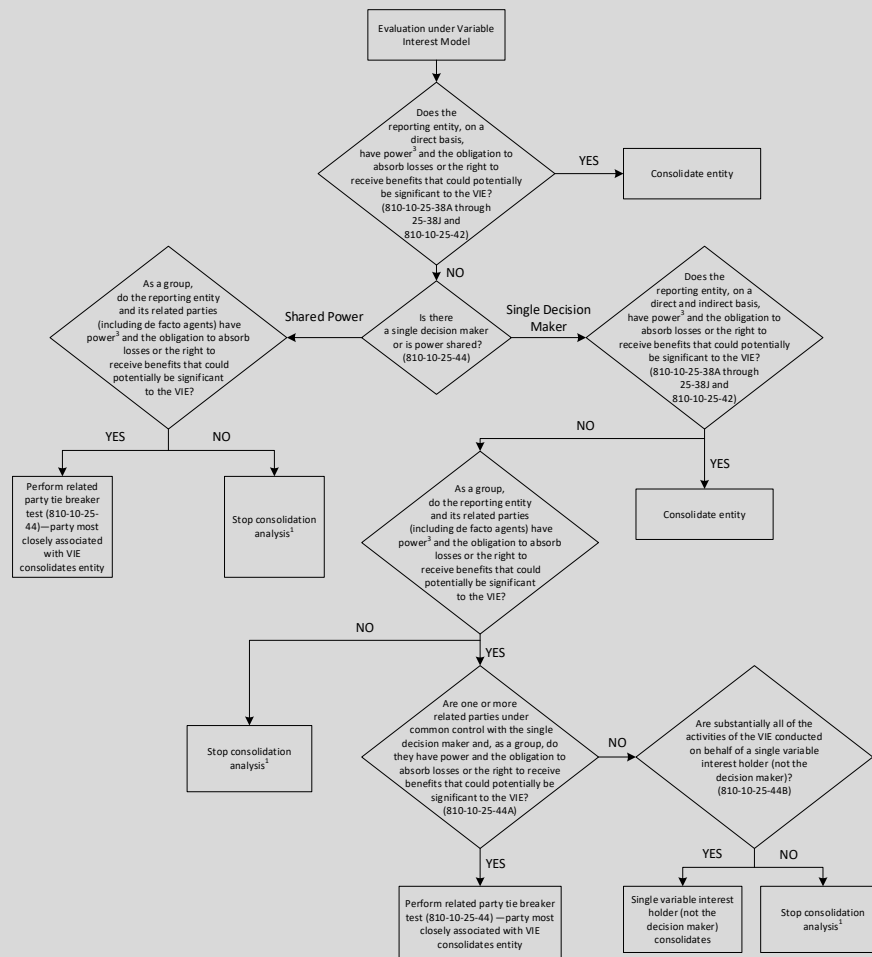 Evaluation under Variable
Interest Model
Does the
reporting entity, on a
direct basis,
have power³ and the obligation to
absorb losses or the right to
receive benefits that could potentially
be significant to the VIE?
(810-10-25-38A through
25-38J and
810-10-25-42)
YES
Consolidate entity
NO
As a group,
do the reporting entity
and its related parties
(including de facto agents) have
power³ and the obligation to absorb
losses or the right to
receive benefits that could
potentially be significant
to the VIE?
Shared Power
Is there
a single decision maker
or is power shared?
(810-10-25-44)
Single Decision
Maker
Does the
reporting entity, on a
direct and indirect basis,
have power³ and the obligation to
absorb losses or the right to
receive benefits that could potentially
be significant to the VIE?
(810-10-25-38A through
25-38J and
810-10-25-42)
YES
NO
Perform related
party tie breaker
test (810-10-25-
44)—party most
closely associated
with VIE
consolidates entity
Stop consolidation
analysis¹
NO
YES
Consolidate entity
As a group,
do the reporting entity
and its related parties
(including de facto agents) have
power³ and the obligation to absorb
losses or the right to
receive benefits that could
potentially be significant
to the VIE?
NO
YES
Stop consolidation
analysis¹
Are one or more
related parties under
common control with the single
decision maker and, as a group, do
they have power and the obligation to
absorb losses or the right to receive
benefits that could potentially be
significant to the VIE?
(810-10-25-44A)
NO
Are substantially all of the
activities of the VIE conducted
on behalf of a single variable
interest holder (not the
decision maker)?
(810-10-25-44B)
YES
Perform related party tie breaker
test (810-10-25-44) —party most
closely associated with VIE
consolidates entity
YES
NO
Single variable interest
holder (not the
decision maker)
consolidates
Stop consolidation
analysis¹